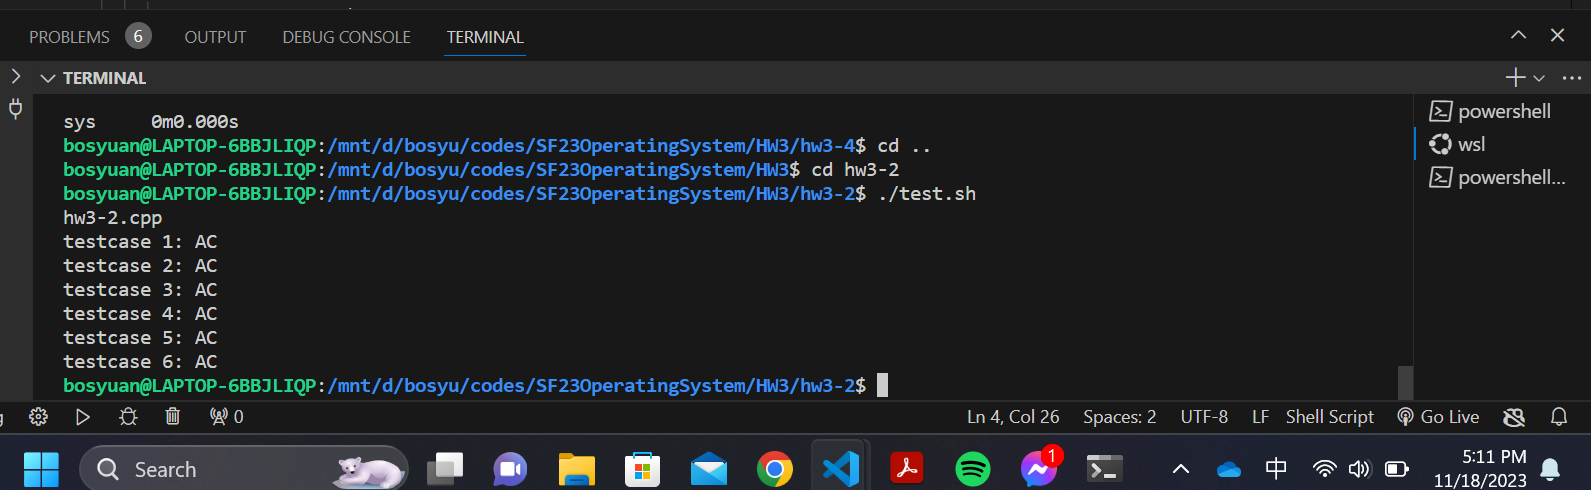 PROBLEMS 6 OUTPUT DEBUG CONSOLE TERMINAL
TERMINAL
sys     0m0.000s
bosyuan@LAPTOP-6BBJLIQP:/mnt/d/bosyu/codes/SF23OperatingSystem/HW3/hw3-4$ cd ..
bosyuan@LAPTOP-6BBJLIQP:/mnt/d/bosyu/codes/SF23OperatingSystem/HW3$ cd hw3-2
bosyuan@LAPTOP-6BBJLIQP:/mnt/d/bosyu/codes/SF23OperatingSystem/HW3/hw3-2$ ./test.sh
hw3-2.cpp
testcase 1: AC
testcase 2: AC
testcase 3: AC
testcase 4: AC
testcase 5: AC
testcase 6: AC
bosyuan@LAPTOP-6BBJLIQP:/mnt/d/bosyu/codes/SF23OperatingSystem/HW3/hw3-2$
powershell
wsl
powershell...
0 Ln 4, Col 26 Spaces: 2 UTF-8 LF Shell Script Go Live
Search 1 中 5:11 PM
11/18/2023